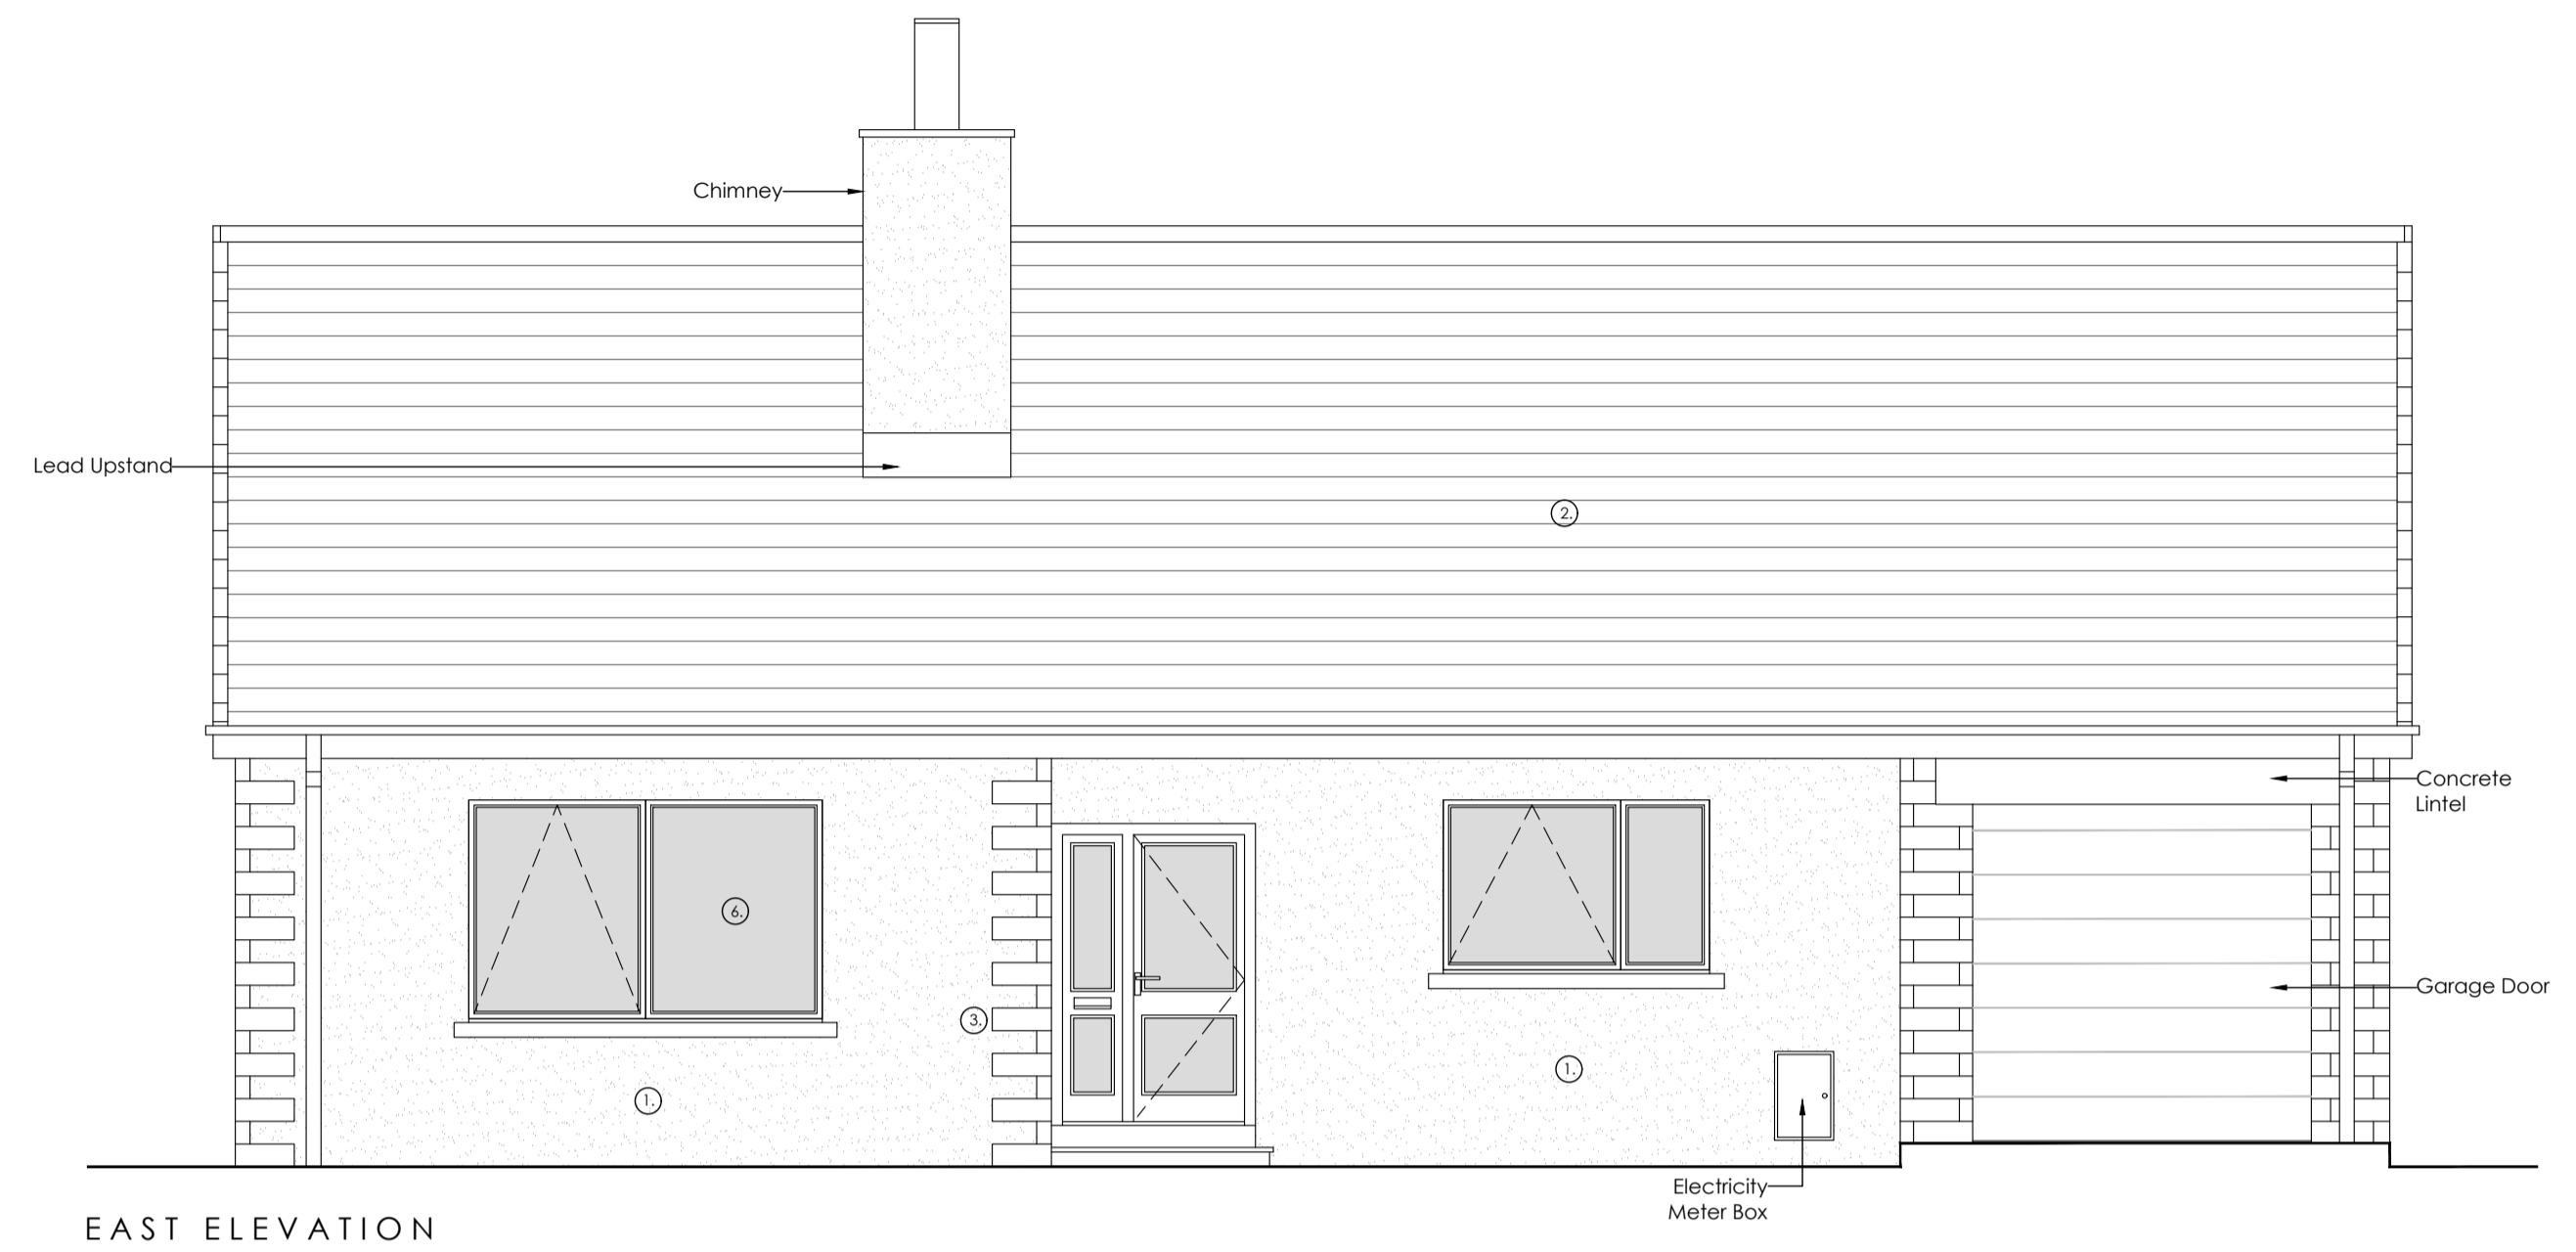 Chimney
Lead Upstand
2.
Concrete
Lintel
6.
Garage Door
3.
1.
1.
Electricity
Meter Box
EAST ELEVATION